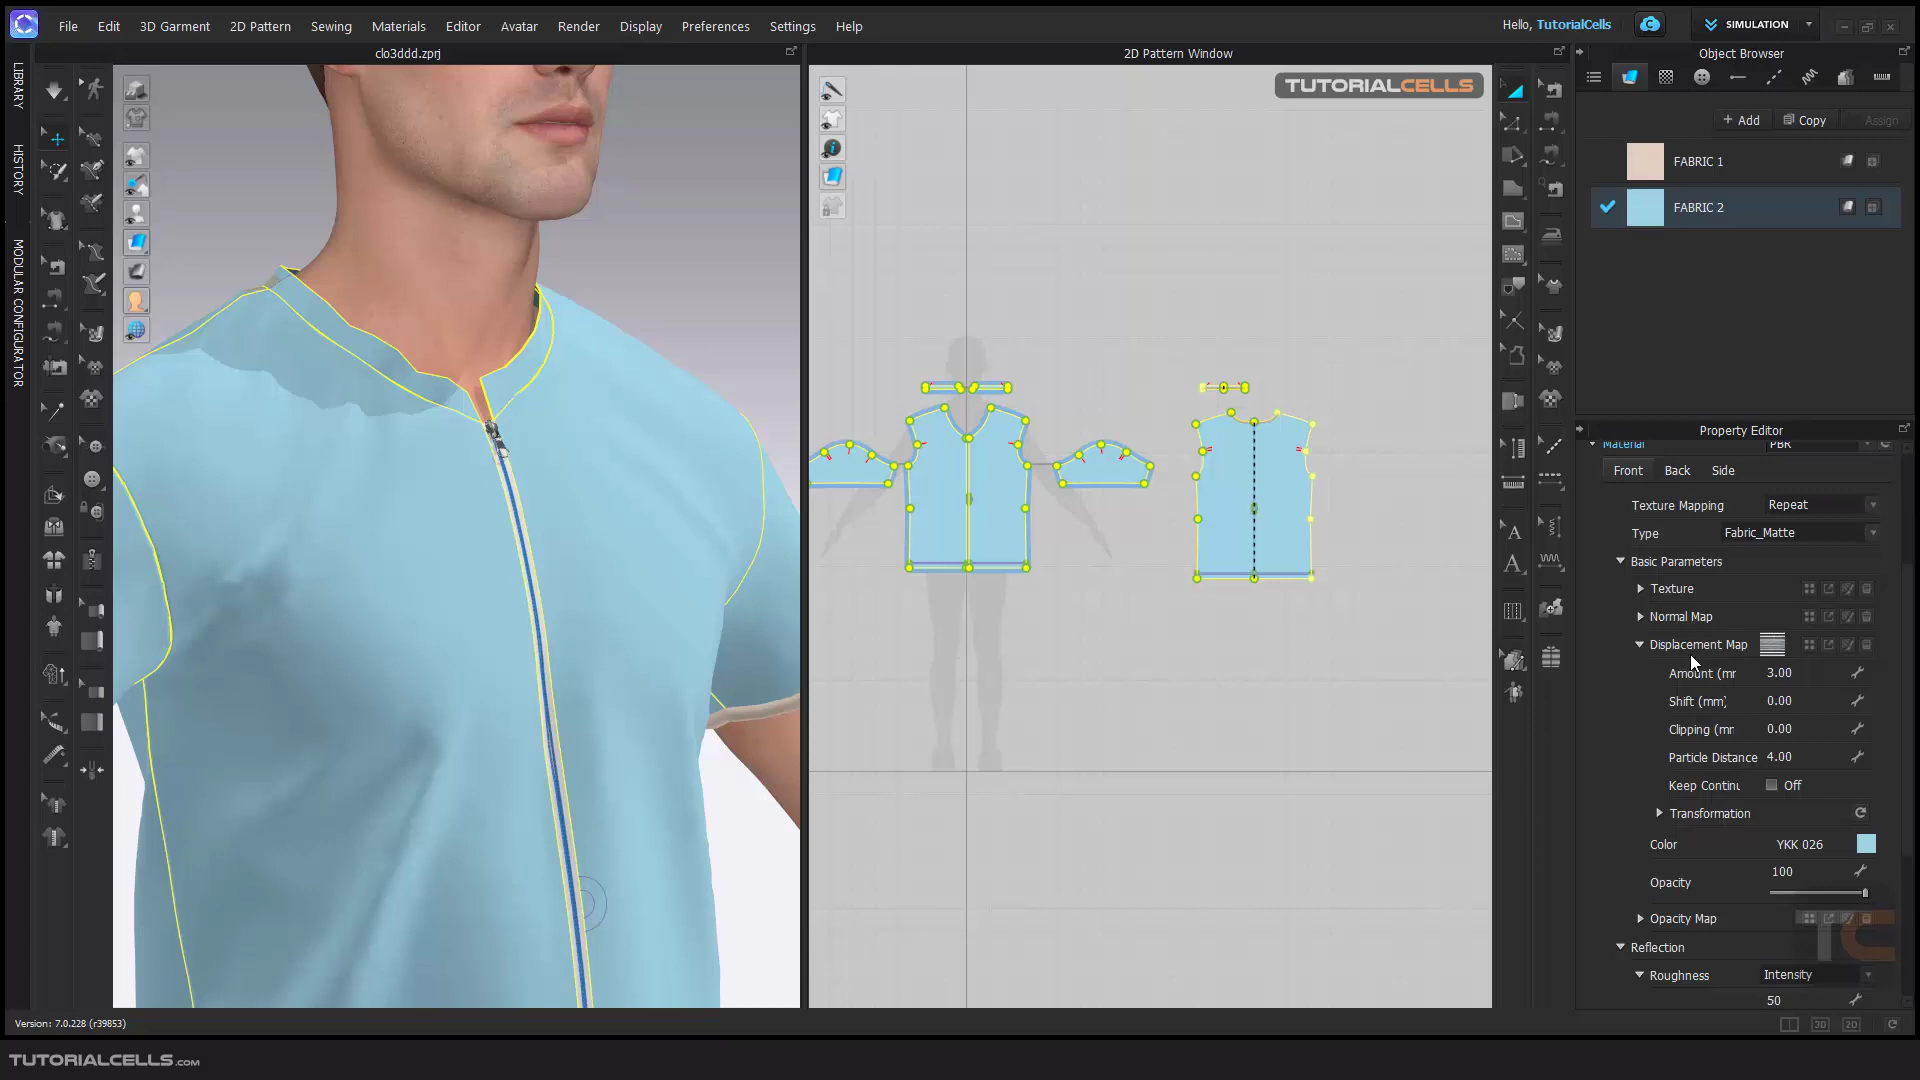 File Edit 3D Garment 2D Pattern Sewing Materials Editor Avatar Render Display Preferences Settings Help
Hello, TutorialCells
SIMULATION
clo3ddd.zprj
2D Pattern Window
Object Browser
LIBRARY
HISTORY
MODULAR CONFIGURATOR
TUTORIALCELLS
+ Add Copy Assign
FABRIC 1
FABRIC 2
Property Editor
Material PBR
Front Back Side
Texture Mapping Repeat
Type Fabric_Matte
Basic Parameters
Texture
Normal Map
Displacement Map
Amount (mr 3.00
Shift (mm) 0.00
Clipping (mr 0.00
Particle Distance 4.00
Keep Continu Off
Transformation
Color YKK 026
Opacity 100
Opacity Map
Reflection
Roughness Intensity
50
Version: 7.0.228 (r39853)
3D 2D
TC
TUTORIALCELLS.com